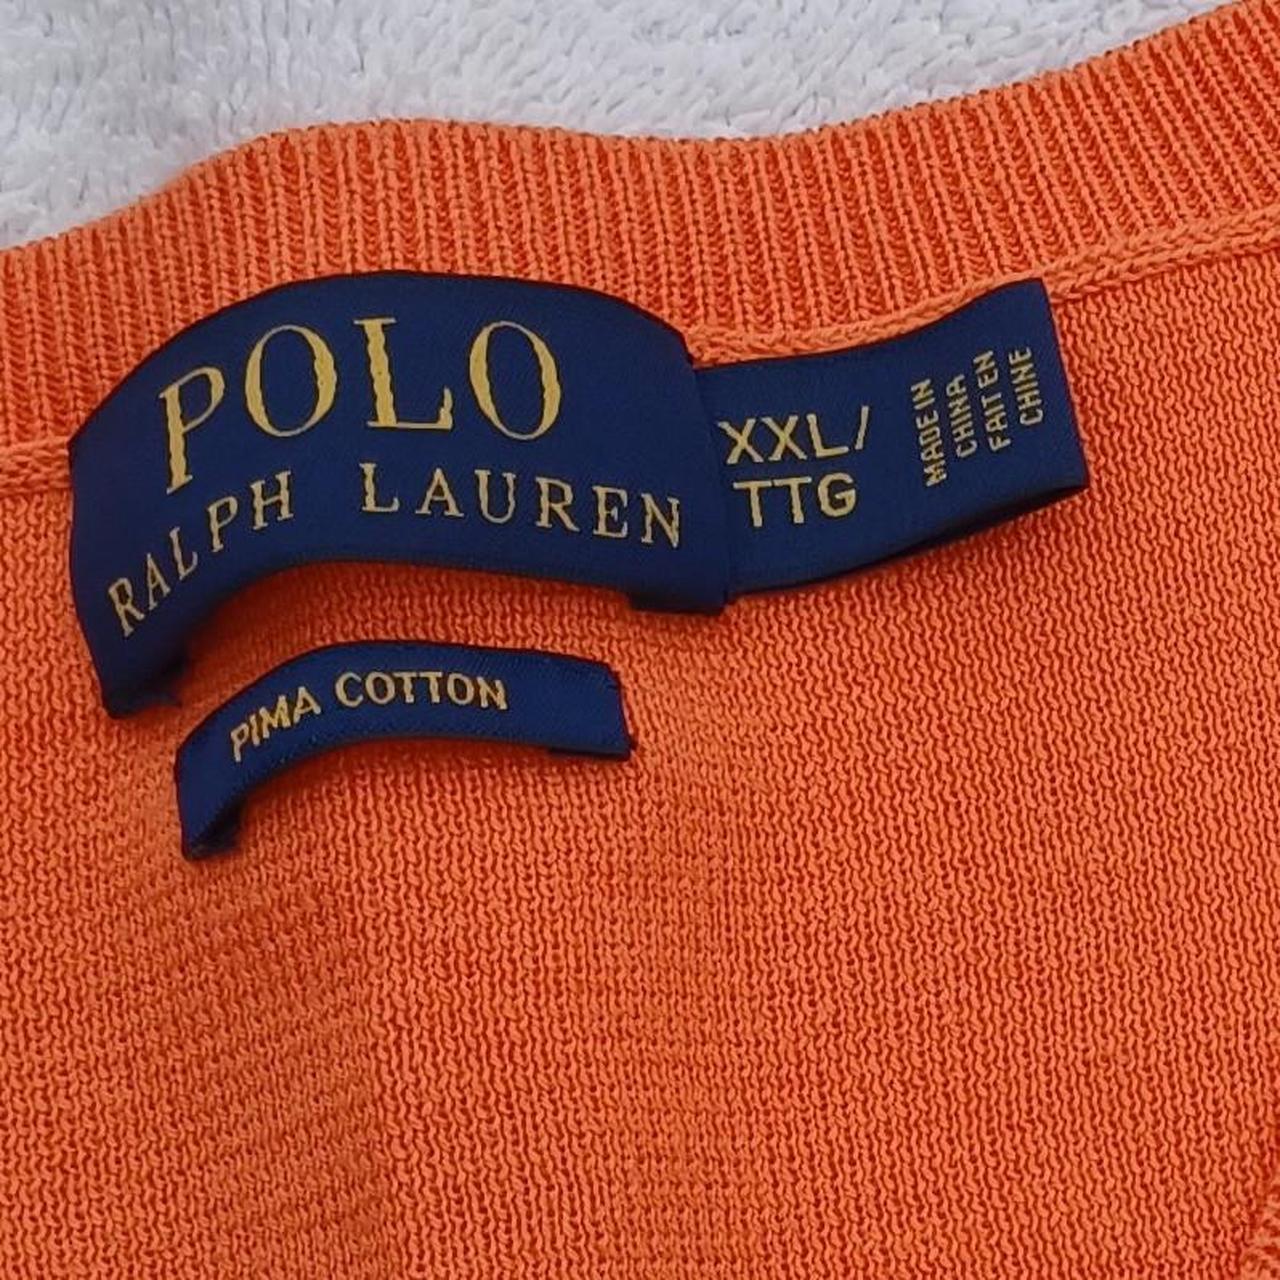 POLO
RALPH LAUREN
XXL/
TTG
MADE IN
CHINA
FAIT EN
CHINE
PIMA COTTON